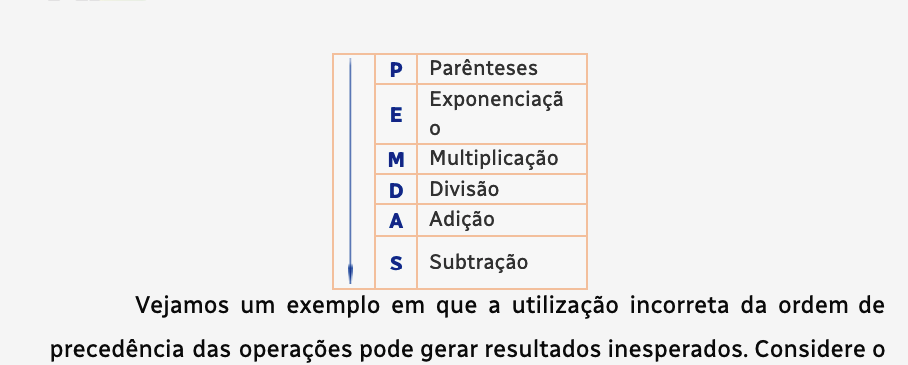 P Parênteses
E Exponenciaçã
o
M Multiplicação
D Divisão
A Adição
S Subtração
Vejamos um exemplo em que a utilização incorreta da ordem de
precedência das operações pode gerar resultados inesperados. Considere o